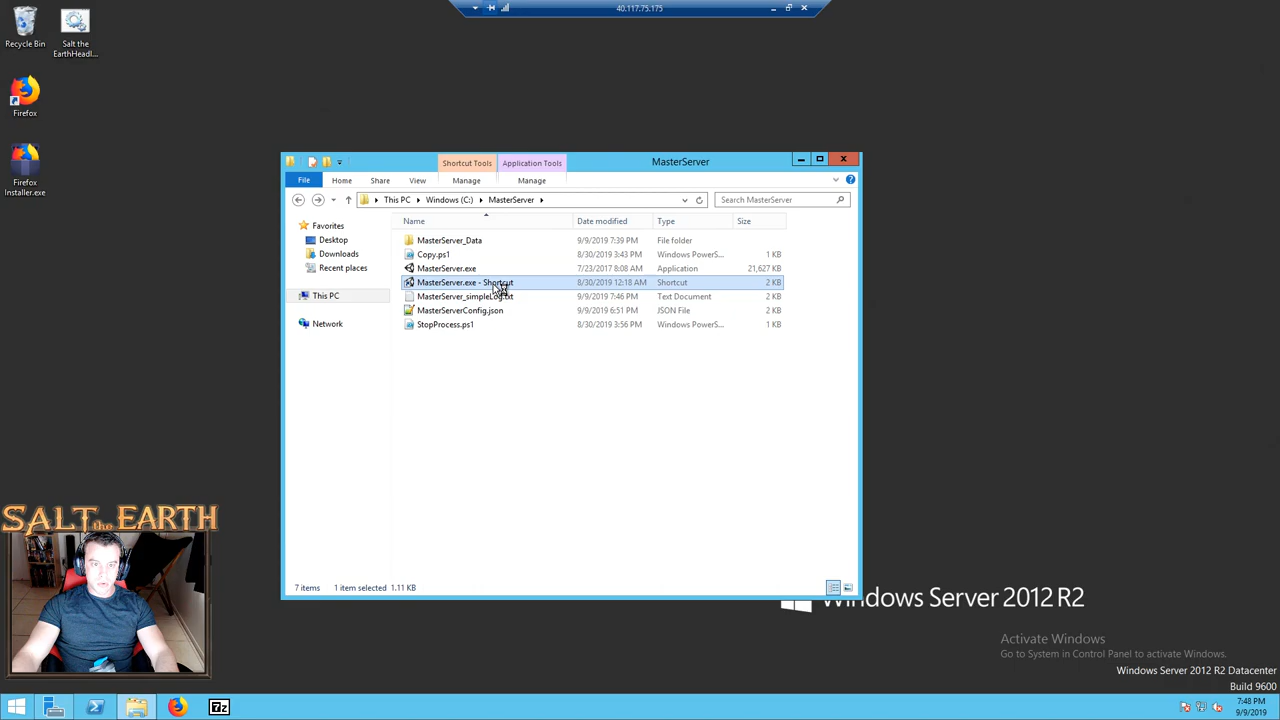 40.117.75.175
Recycle Bin
Salt the
EarthHeadl...
Firefox
Firefox
Installer.exe
Shortcut Tools
Application Tools
MasterServer
File
Home
Share
View
Manage
Manage
This PC
Windows (C:)
MasterServer
Search MasterServer
Name
Date modified
Type
Size
Favorites
Desktop
Downloads
Recent places
This PC
Network
MasterServer_Data 9/9/2019 7:39 PM File folder
Copy.ps1 8/30/2019 3:43 PM Windows PowerS... 1 KB
MasterServer.exe 7/23/2017 8:08 AM Application 21,627 KB
MasterServer.exe - Shortcut 8/30/2019 12:18 AM Shortcut 2 KB
MasterServer_simpleLog.txt 9/9/2019 7:46 PM Text Document 2 KB
MasterServerConfig.json 9/9/2019 6:51 PM JSON File 2 KB
StopProcess.ps1 8/30/2019 3:56 PM Windows PowerS... 1 KB
7 items 1 item selected 1.11 KB
SALT the EARTH
Windows Server 2012 R2
Activate Windows
Go to System in Control Panel to activate Windows.
Windows Server 2012 R2 Datacenter
Build 9600
7z
7:48 PM
9/9/2019